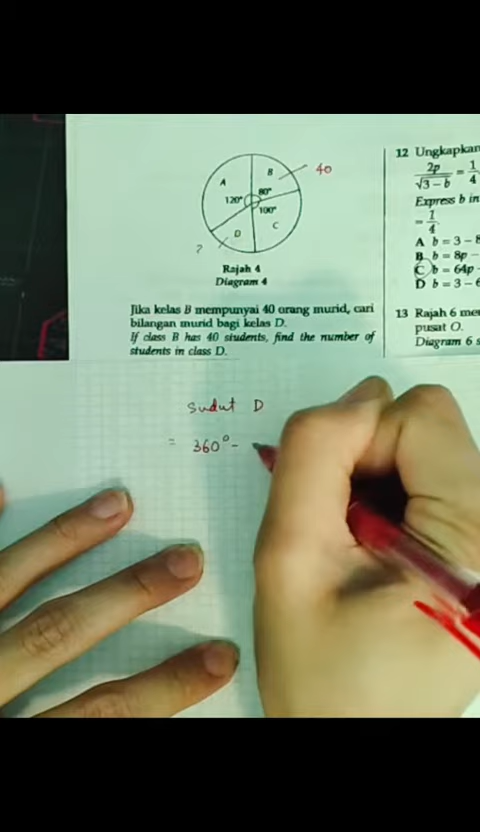 A
B
40
120°
80°
100°
C
D
?
Rajah 4
Diagram 4
Jika kelas B mempunyai 40 orang murid, cari
bilangan murid bagi kelas D.
If class B has 40 students, find the number of
students in class D.
12 Ungkapkan
2p/√3 – b = 1/4
Express b in
= 1/4
A b = 3 – 8
B b = 8p –
C b = 64p
D b = 3 – 6
13 Rajah 6
pusat O.
Diagram 6 s
Sudut D
= 360° –